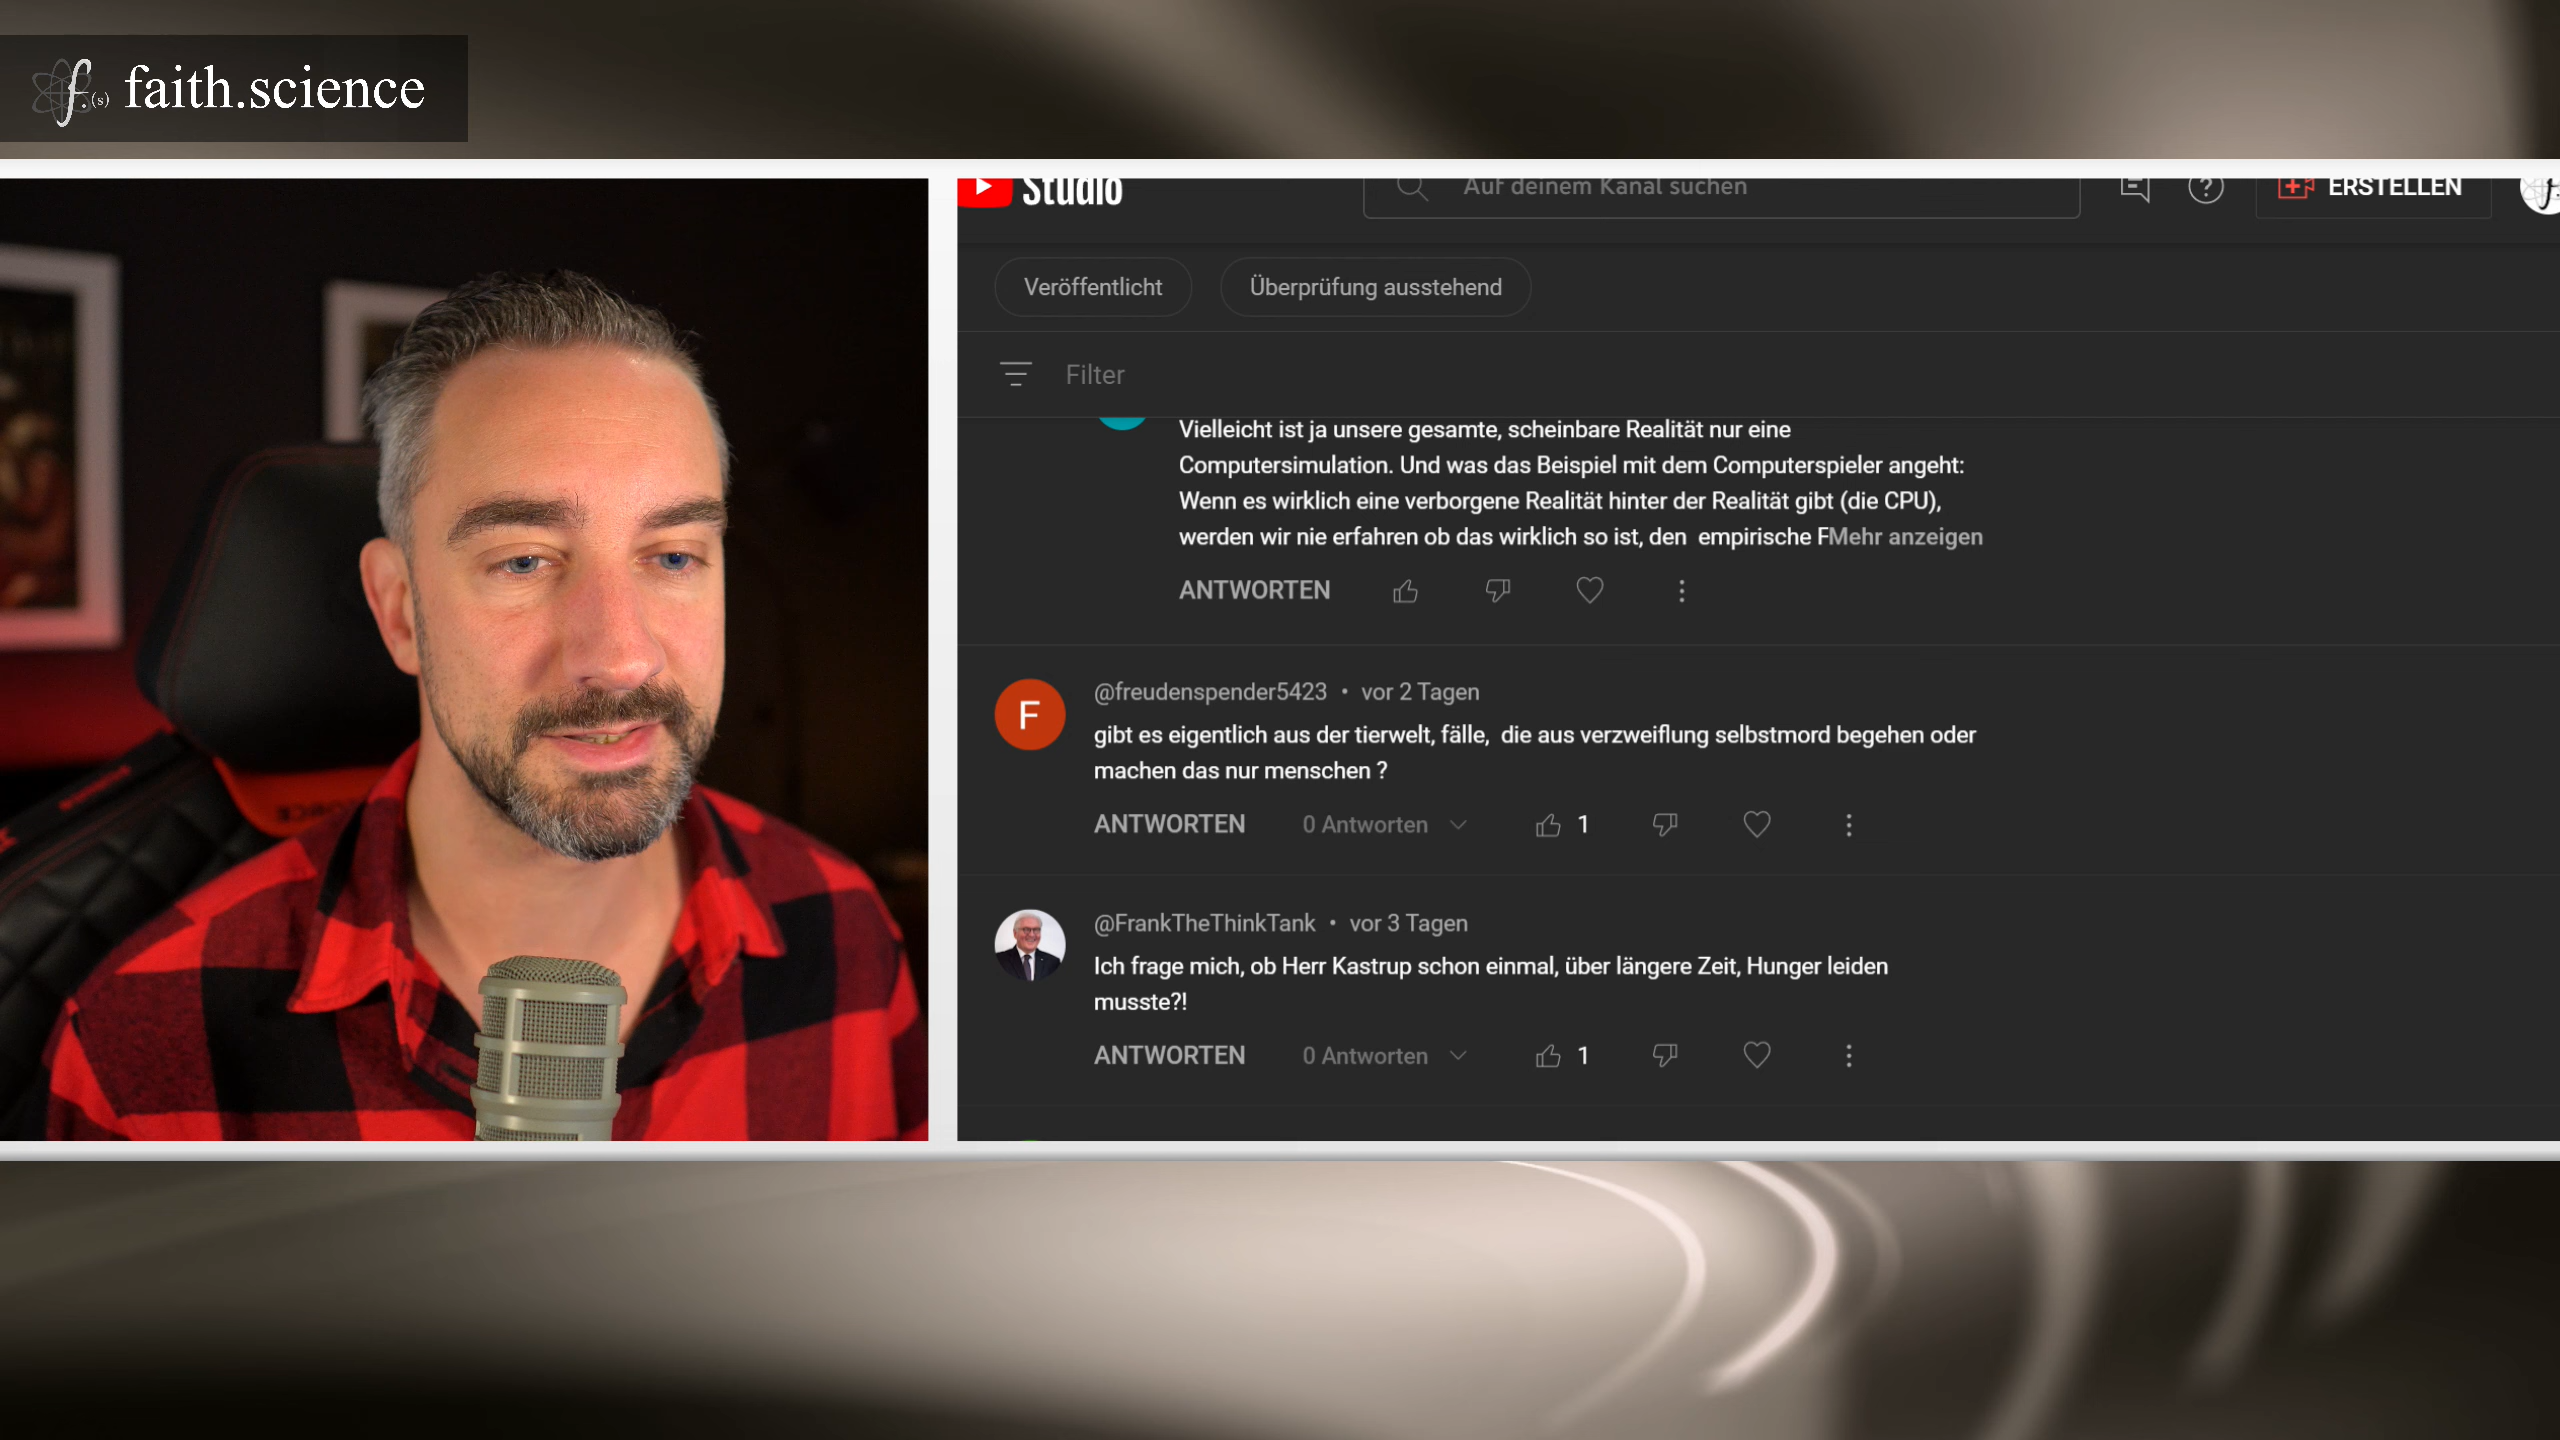 f.(s) faith.science
Studio
Auf deinem Kanal suchen
ERSTELLEN
Veröffentlicht
Überprüfung ausstehend
Filter
Vielleicht ist ja unsere gesamte, scheinbare Realität nur eine
Computersimulation. Und was das Beispiel mit dem Computerspieler angeht:
Wenn es wirklich eine verborgene Realität hinter der Realität gibt (die CPU),
werden wir nie erfahren ob das wirklich so ist, den empirische FMehr anzeigen
ANTWORTEN
F
@freudenspender5423 • vor 2 Tagen
gibt es eigentlich aus der tierwelt, fälle, die aus verzweiflung selbstmord begehen oder
machen das nur menschen ?
ANTWORTEN 0 Antworten 1
@FrankTheThinkTank • vor 3 Tagen
Ich frage mich, ob Herr Kastrup schon einmal, über längere Zeit, Hunger leiden
musste?!
ANTWORTEN 0 Antworten 1